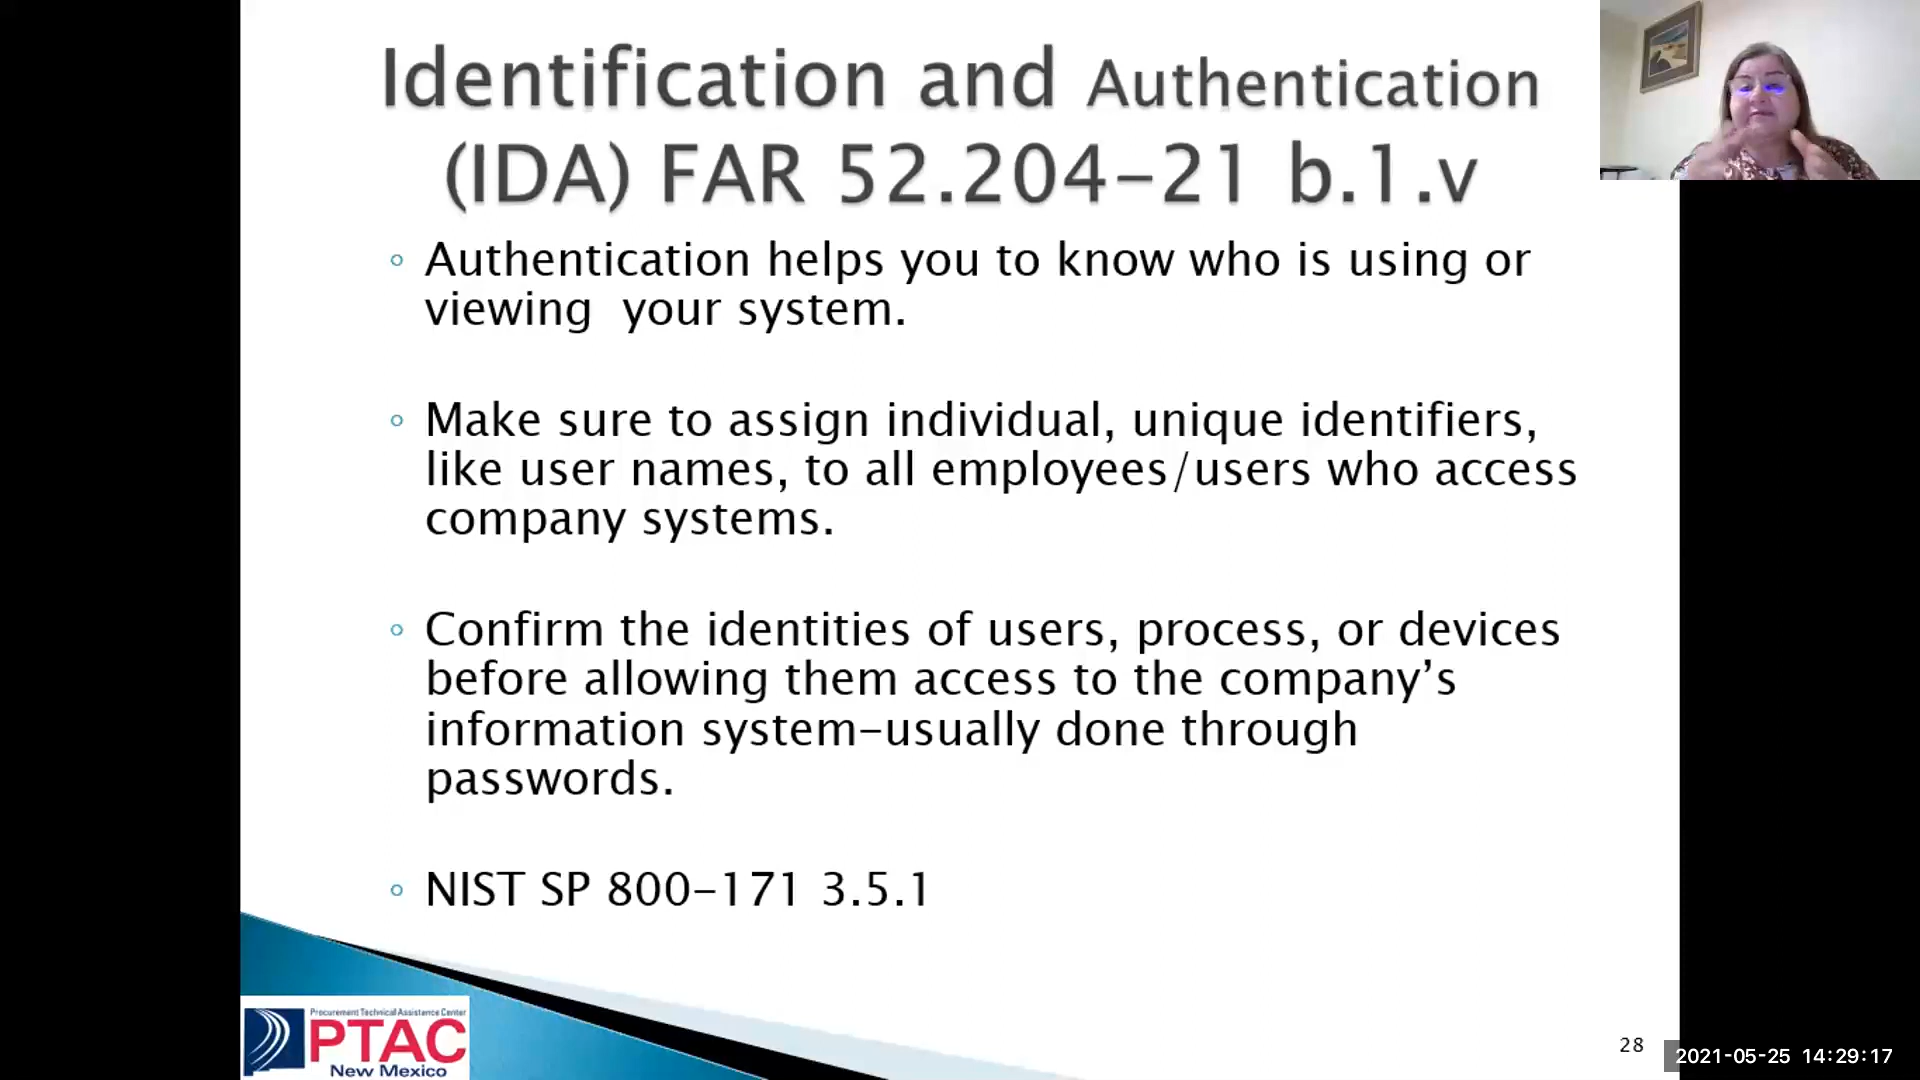 Identification and Authentication
(IDA) FAR 52.204-21 b.1.v
◦ Authentication helps you to know who is using or
viewing  your system.
◦ Make sure to assign individual, unique identifiers,
like user names, to all employees/users who access
company systems.
◦ Confirm the identities of users, process, or devices
before allowing them access to the company’s
information system-usually done through
passwords.
◦ NIST SP 800-171 3.5.1
Procurement Technical Assistance Center
PTAC
New Mexico
28
2021-05-25 14:29:17